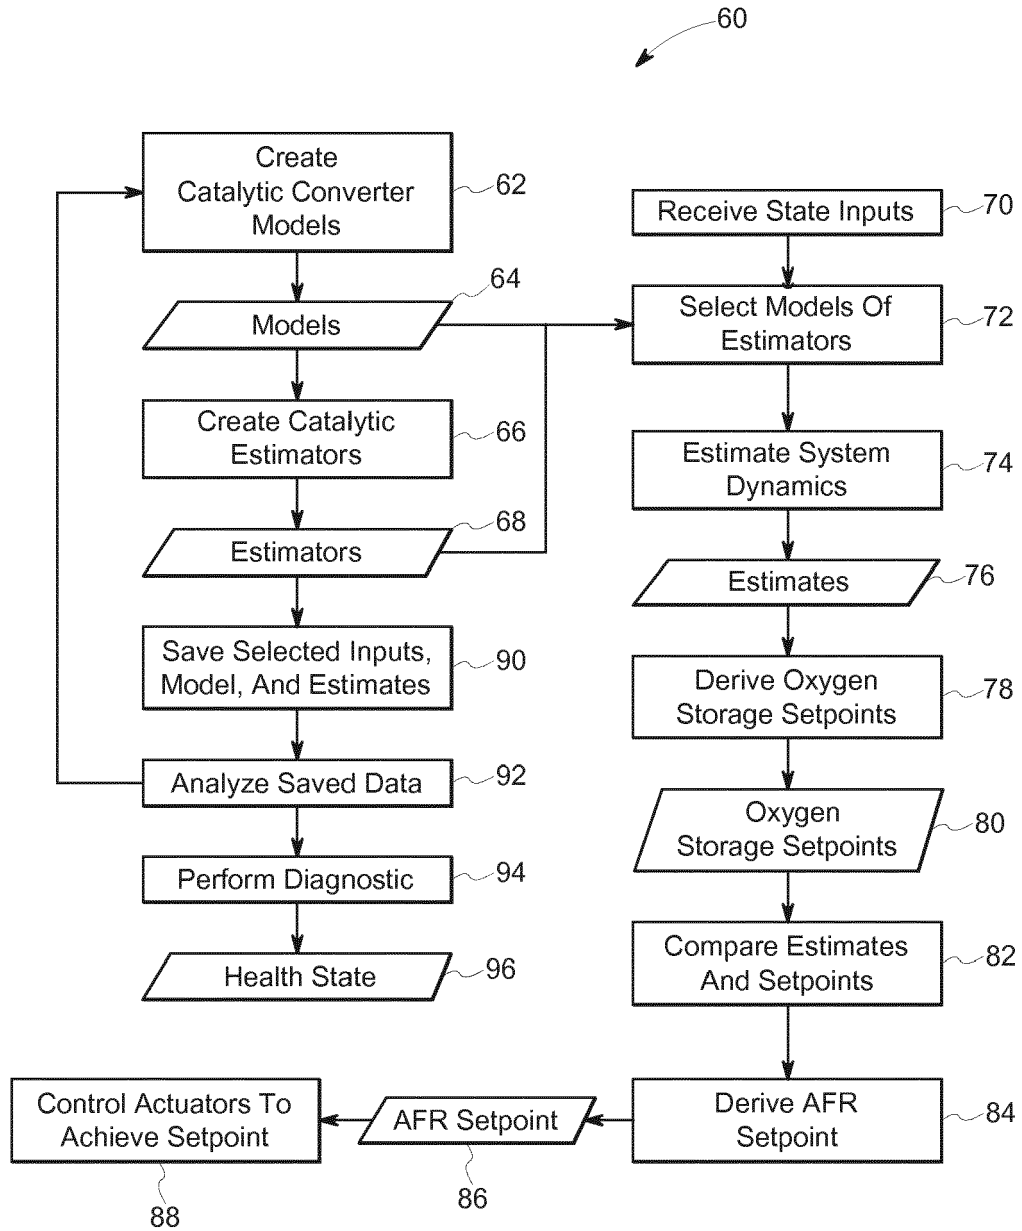 60
Create
Catalytic Converter
Models
62
64
Models
Create Catalytic
Estimators
66
68
Estimators
Save Selected Inputs,
Model, And Estimates
90
Analyze Saved Data
92
Perform Diagnostic
94
Health State
96
Receive State Inputs
70
Select Models Of
Estimators
72
Estimate System
Dynamics
74
Estimates
76
Derive Oxygen
Storage Setpoints
78
Oxygen
Storage Setpoints
80
Compare Estimates
And Setpoints
82
Derive AFR
Setpoint
84
AFR Setpoint
86
Control Actuators To
Achieve Setpoint
88